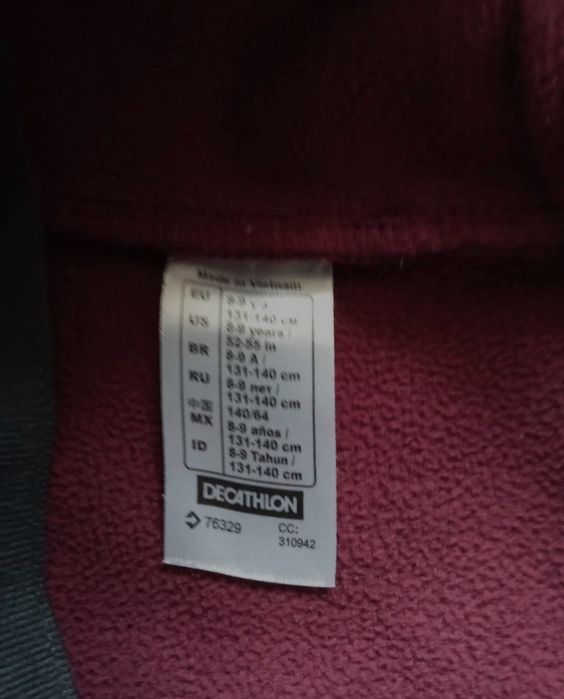 Made in Vietnam
EU 8-9 Y's
131-140 cm
US 8-9 years /
52-55 in
BR 8-9 A /
131-140 cm
RU 8-9 лет /
131-140 cm
中国 140/64
MX 8-9 años /
131-140 cm
ID 8-9 Tahun /
131-140 cm
DECATHLON
76329 CC:
310942